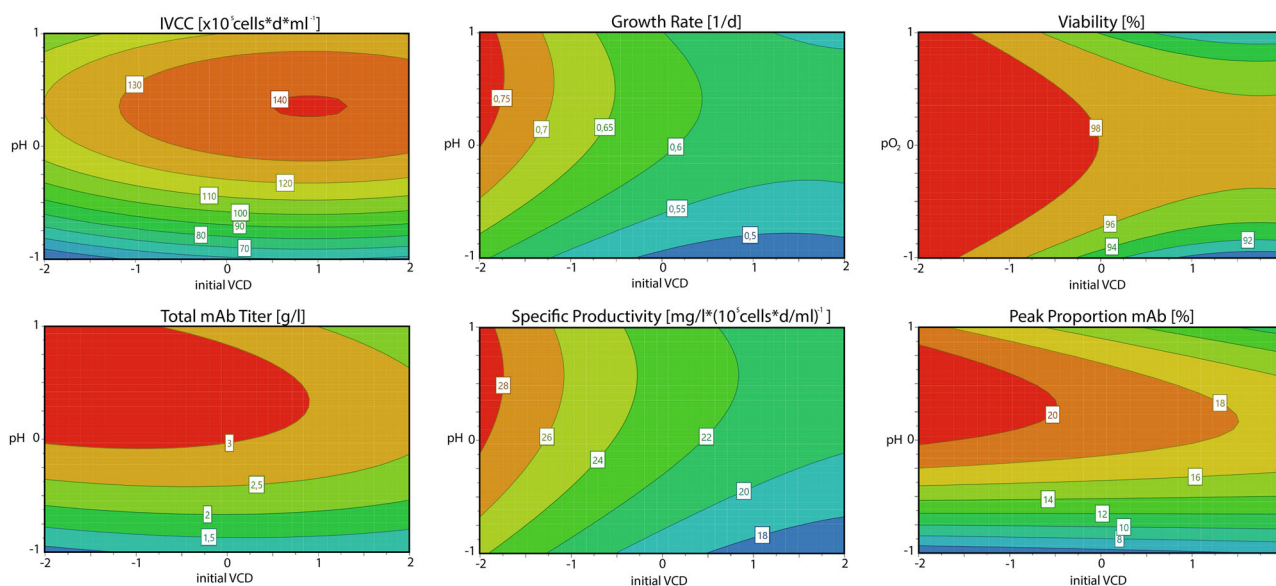 IVCC [x10⁵cells*d*ml⁻¹]
1
130
140
pH 0
120
110
100
90
80
70
-1
-2 -1 0 1 2
initial VCD
Growth Rate [1/d]
1
0,75
0,7
0,65
pH 0
0,6
0,55
0,5
-1
-2 -1 0 1 2
initial VCD
Viability [%]
1
98
pO₂ 0
96
94
92
-1
-2 -1 0 1
initial VCD
Total mAb Titer [g/l]
1
pH 0
3
2,5
2
1,5
-1
-2 -1 0 1 2
initial VCD
Specific Productivity [mg/l*(10⁵cells*d/ml)⁻¹]
1
28
pH 0
26
24
22
20
18
-1
-2 -1 0 1 2
initial VCD
Peak Proportion mAb [%]
1
18
20
pH 0
16
14
12
10
8
-1
-2 -1 0 1
initial VCD